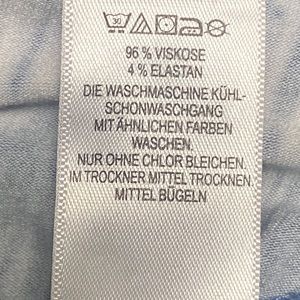 30
96 % VISKOSE
4 % ELASTAN
DIE WASCHMASCHINE KÜHL-
SCHONWASCHGANG
MIT ÄHNLICHEN FARBEN
WASCHEN.
NUR OHNE CHLOR BLEICHEN.
IM TROCKNER MITTEL TROCKNEN.
MITTEL BÜGELN